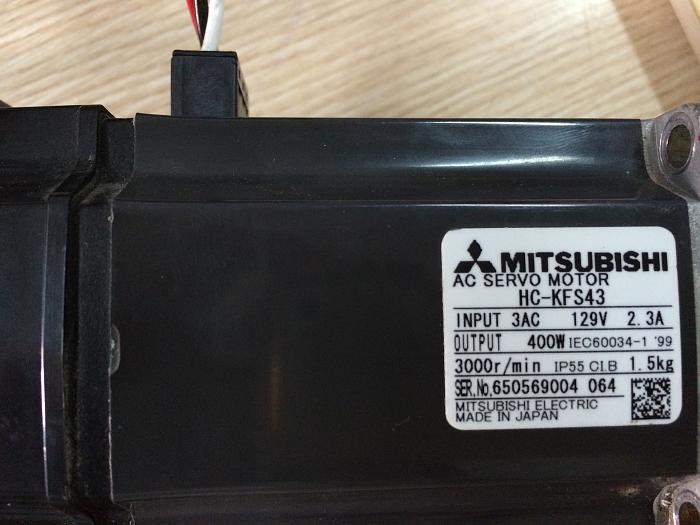 MITSUBISHI
AC SERVO MOTOR
HC-KFS43
INPUT 3AC 129V 2.3A
OUTPUT 400W IEC60034-1 '99
3000r/min IP55 CI.B 1.5kg
SER.No.650569004 064
MITSUBISHI ELECTRIC
MADE IN JAPAN